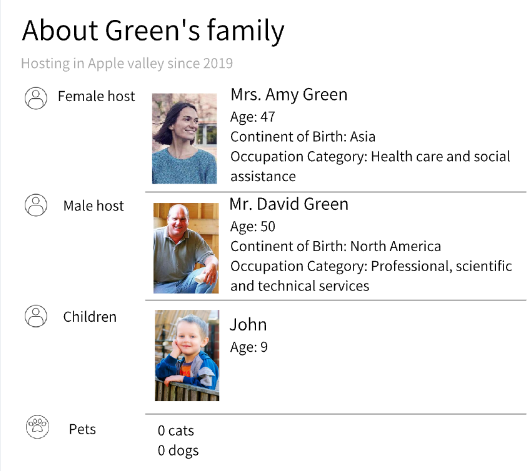 About Green's family
Hosting in Apple valley since 2019
Female host
Mrs. Amy Green
Age: 47
Continent of Birth: Asia
Occupation Category: Health care and social
assistance
Male host
Mr. David Green
Age: 50
Continent of Birth: North America
Occupation Category: Professional, scientific
and technical services
Children
John
Age: 9
Pets
0 cats
0 dogs